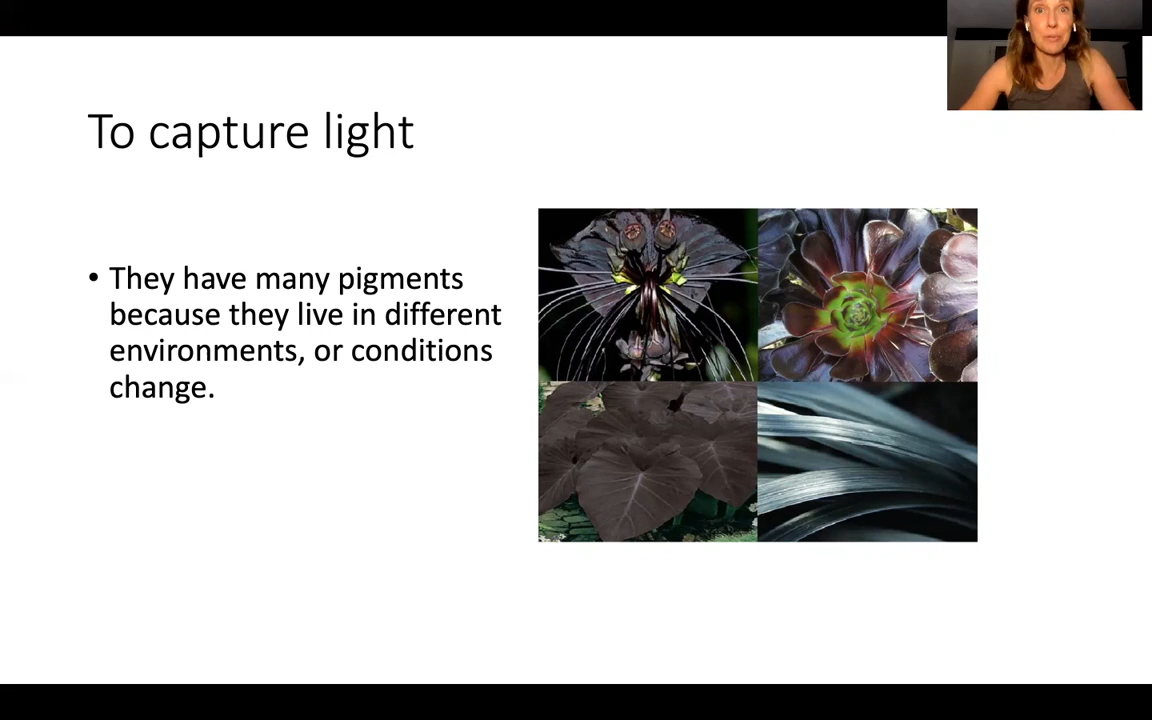 To capture light
• They have many pigments
because they live in different
environments, or conditions
change.